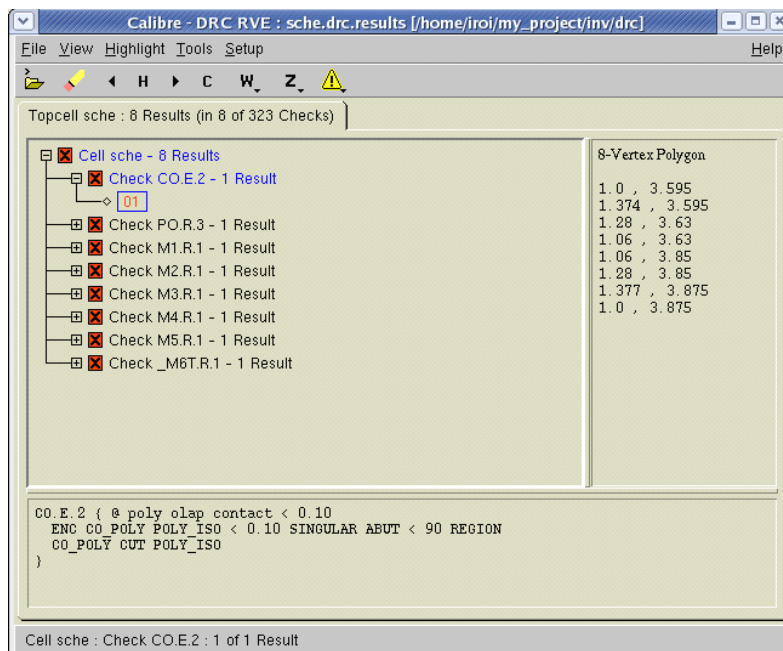 Calibre - DRC RVE : sche.drc.results [/home/iroi/my_project/inv/drc]
File View Highlight Tools Setup Help
H C W Z
Topcell sche : 8 Results (in 8 of 323 Checks)
Cell sche - 8 Results
Check CO.E.2 - 1 Result
01
Check PO.R.3 - 1 Result
Check M1.R.1 - 1 Result
Check M2.R.1 - 1 Result
Check M3.R.1 - 1 Result
Check M4.R.1 - 1 Result
Check M5.R.1 - 1 Result
Check _M6T.R.1 - 1 Result
8-Vertex Polygon
1.0 , 3.595
1.374 , 3.595
1.28 , 3.63
1.06 , 3.63
1.06 , 3.85
1.28 , 3.85
1.377 , 3.875
1.0 , 3.875
CO.E.2 { @ poly olap contact < 0.10
ENC CO_POLY POLY_ISO < 0.10 SINGULAR ABUT < 90 REGION
CO_POLY CUT POLY_ISO
}
Cell sche : Check CO.E.2 : 1 of 1 Result